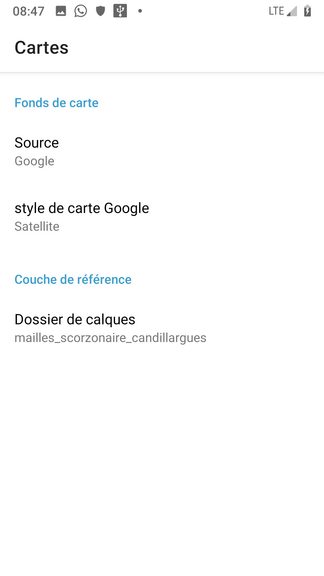 08:47
LTE
Cartes
Fonds de carte
Source
Google
style de carte Google
Satellite
Couche de référence
Dossier de calques
mailles_scorzonaire_candillargues